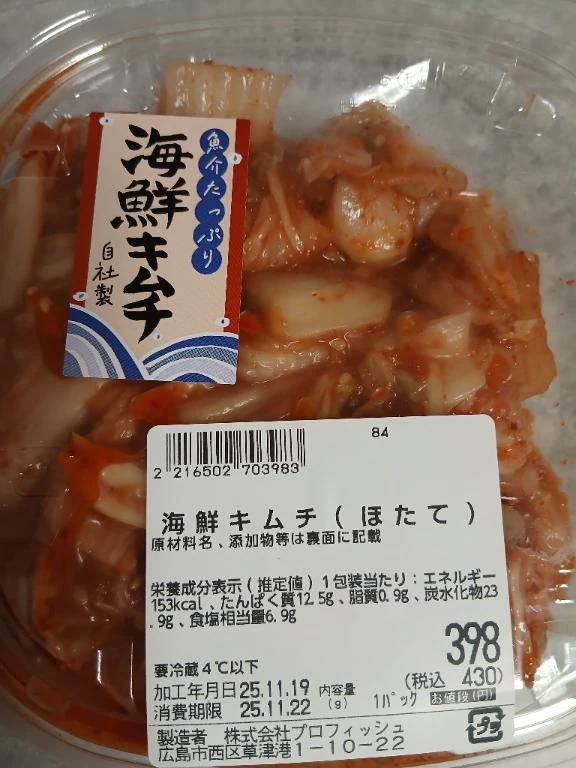 魚介たっぷり
海鮮キムチ
自社製
84
2 216502 703983
海鮮キムチ(ほたて)
原材料名、添加物等は裏面に記載
栄養成分表示(推定値)1包装当たり:エネルギー
153kcal、たんぱく質12.5g、脂質0.9g、炭水化物23
.9g、食塩相当量6.9g
398
(税込 430)
要冷蔵4℃以下
加工年月日25.11.19 内容量(g) 1パック お値段(円)
消費期限 25.11.22
プラ
製造者 株式会社プロフィッシュ
広島市西区草津港1-10-22